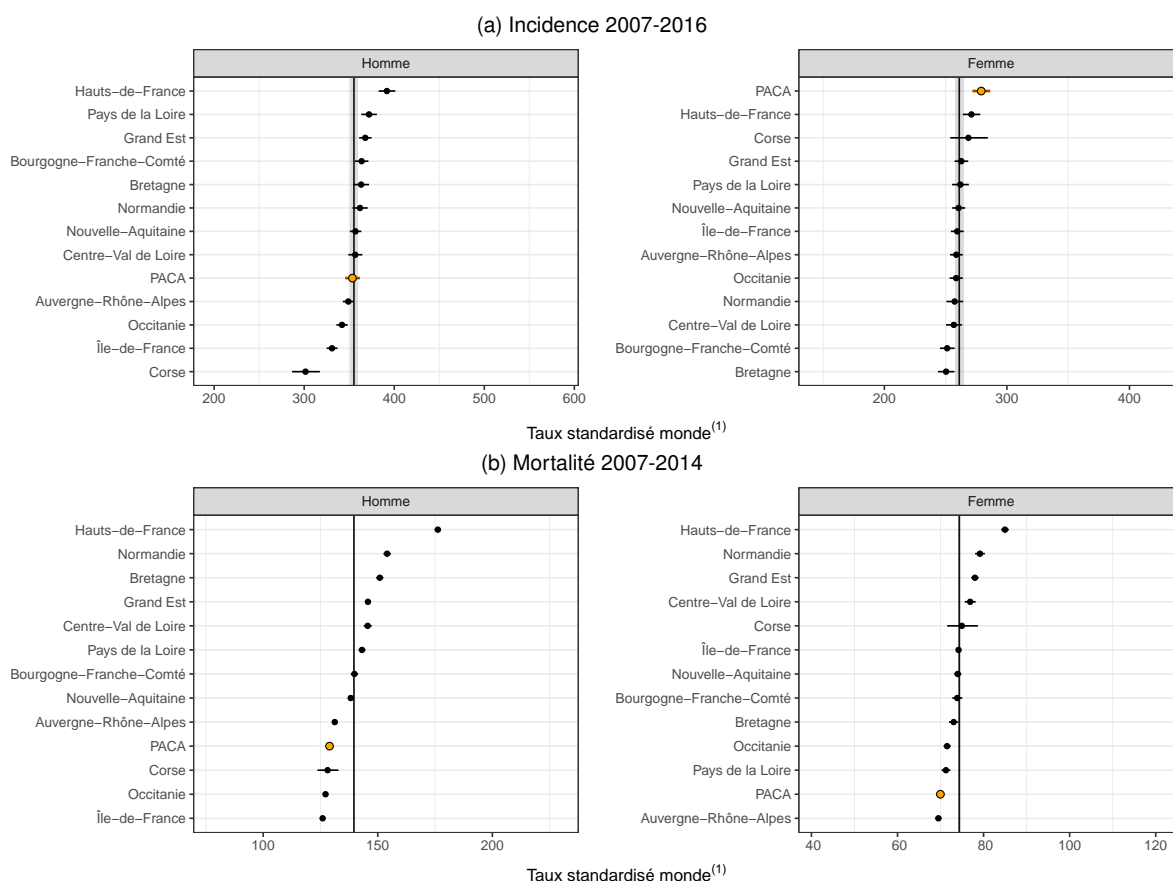 (a) Incidence 2007-2016
Homme
Hauts−de−France
Pays de la Loire
Grand Est
Bourgogne−Franche−Comté
Bretagne
Normandie
Nouvelle−Aquitaine
Centre−Val de Loire
PACA
Auvergne−Rhône−Alpes
Occitanie
Île−de−France
Corse
200 300 400 500 600
Femme
PACA
Hauts−de−France
Corse
Grand Est
Pays de la Loire
Nouvelle−Aquitaine
Île−de−France
Auvergne−Rhône−Alpes
Occitanie
Normandie
Centre−Val de Loire
Bourgogne−Franche−Comté
Bretagne
200 300 400
Taux standardisé monde(1)
(b) Mortalité 2007-2014
Homme
Hauts−de−France
Normandie
Bretagne
Grand Est
Centre−Val de Loire
Pays de la Loire
Bourgogne−Franche−Comté
Nouvelle−Aquitaine
Auvergne−Rhône−Alpes
PACA
Corse
Occitanie
Île−de−France
100 150 200
Femme
Hauts−de−France
Normandie
Grand Est
Centre−Val de Loire
Corse
Île−de−France
Nouvelle−Aquitaine
Bourgogne−Franche−Comté
Bretagne
Occitanie
Pays de la Loire
PACA
Auvergne−Rhône−Alpes
40 60 80 100 120
Taux standardisé monde(1)